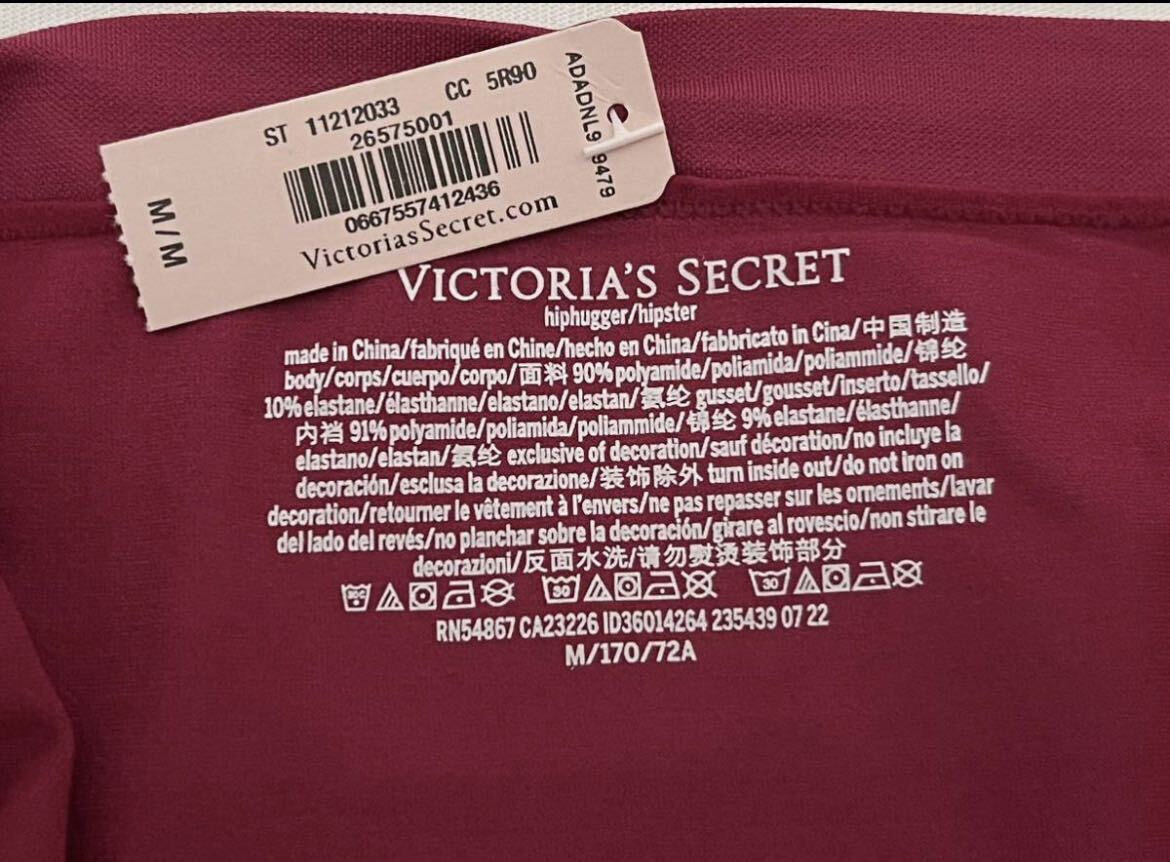 ST 11212033 CC 5R90
26575001
0667557412436
VictoriasSecret.com
ADADNL9 9479
M/M
VICTORIA'S SECRET
hiphugger/hipster
made in China/fabriqué en Chine/hecho en China/fabbricato in Cina/中国制造
body/corps/cuerpo/corpo/面料 90% polyamide/poliamida/poliammide/锦纶
10% elastane/élasthanne/elastano/elastan/氨纶 gusset/gousset/inserto/tassello/
内裆 91% polyamide/poliamida/poliammide/锦纶 9% elastane/élasthanne/
elastano/elastan/氨纶 exclusive of decoration/sauf décoration/no incluye la
decoración/esclusa la decorazione/装饰除外 turn inside out/do not iron on
decoration/retourner le vêtement à l'envers/ne pas repasser sur les ornements/lavar
del lado del revés/no planchar sobre la decoración/girare al rovescio/non stirare le
decorazioni/反面水洗/请勿熨烫装饰部分
30C 30 30
RN54867 CA23226 ID36014264 235439 07 22
M/170/72A